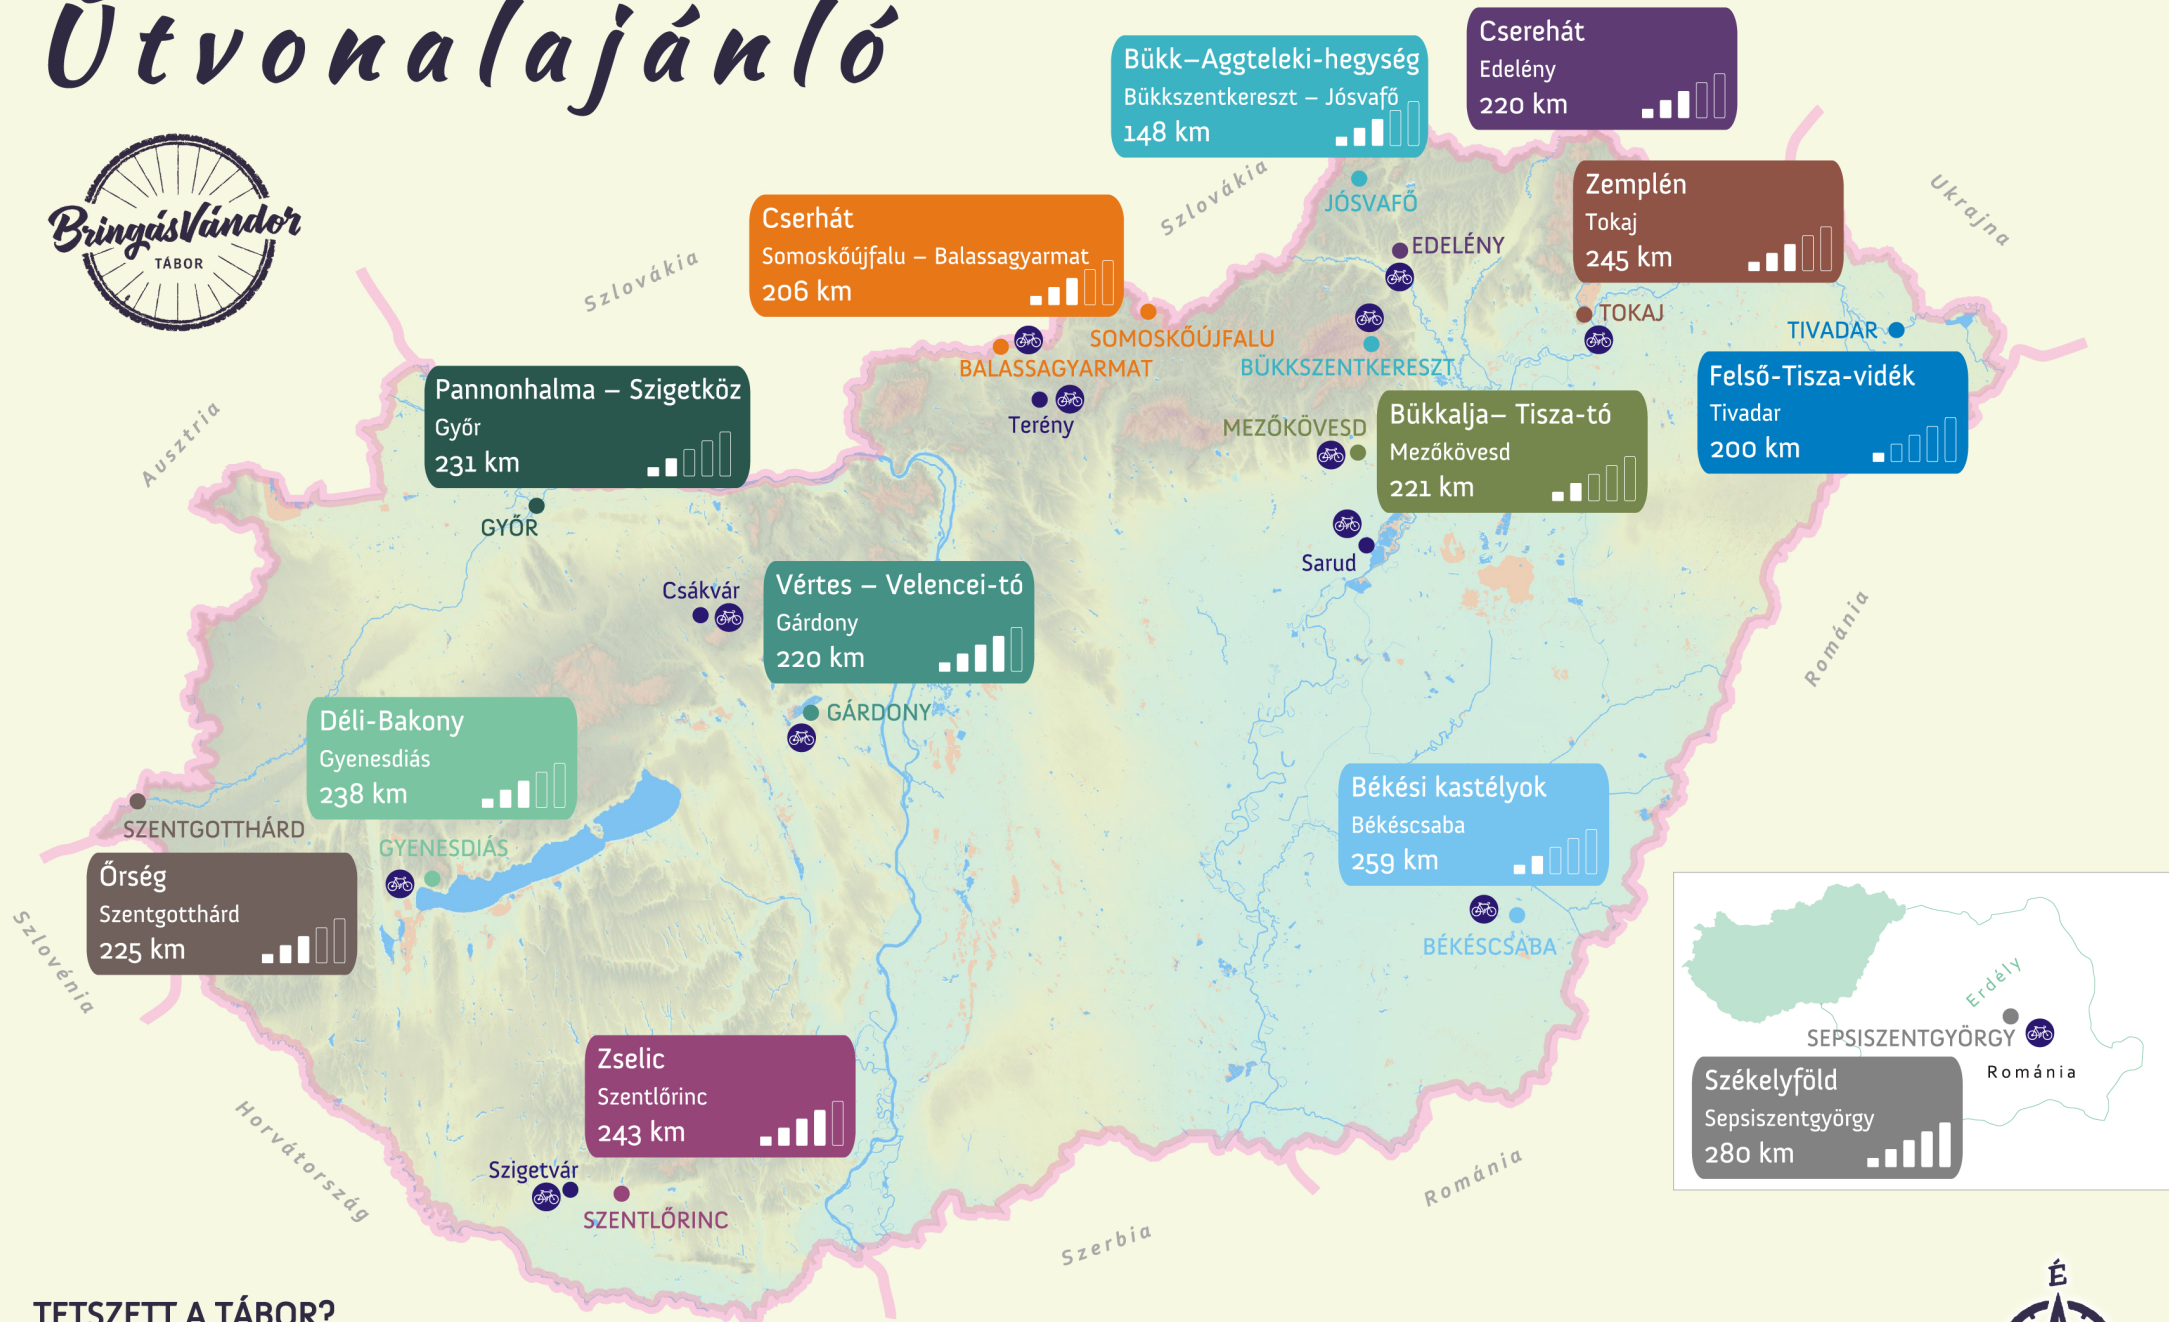 Útvonalajánló
BringásVándor
TÁBOR
Bükk–Aggteleki-hegység
Bükkszentkereszt – Jósvafő
148 km
Cserehát
Edelény
220 km
Zemplén
Tokaj
245 km
Cserhát
Somoskőújfalu – Balassagyarmat
206 km
Szlovákia
Szlovákia
Ukrajna
JÓSVAFŐ
EDELÉNY
TOKAJ
TIVADAR
SOMOSKŐÚJFALU
BALASSAGYARMAT
BÜKKSZENTKERESZT
Terény
Pannonhalma – Szigetköz
Győr
231 km
Felső-Tisza-vidék
Tivadar
200 km
MEZŐKÖVESD
Bükkalja– Tisza-tó
Mezőkövesd
221 km
Ausztria
GYŐR
Sarud
Csákvár
Vértes – Velencei-tó
Gárdony
220 km
Románia
GÁRDONY
Déli-Bakony
Gyenesdiás
238 km
SZENTGOTTHÁRD
GYENESDIÁS
Békési kastélyok
Békéscsaba
259 km
BÉKÉSCSABA
Őrség
Szentgotthárd
225 km
Szlovénia
Erdély
SEPSISZENTGYÖRGY
Románia
Székelyföld
Sepsiszentgyörgy
280 km
Zselic
Szentlőrinc
243 km
Szigetvár
SZENTLŐRINC
Horvátország
Szerbia
Románia
É
TETSZETT A TÁBOR?